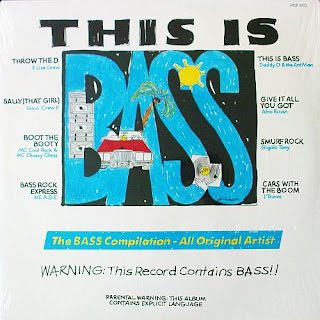 THIS IS
BASS
THROW THE D
2 Live Crew
SALLY (THAT GIRL)
Gucci Crew II
BOOT THE
BOOTY
MC Cool Rock &
MC Chaszy Chess
BASS ROCK
EXPRESS
MC A.D.E.
THIS IS BASS
Daddy O & the Ant Man
GIVE IT ALL
YOU GOT
Afro Rican
SMURF ROCK
Gigolo Tony
CARS WITH
THE BOOM
L'Trimm
The BASS Compilation - All Original Artist
WARNING: This Record Contains BASS!!
PARENTAL WARNING: THIS ALBUM
CONTAINS EXPLICIT LANGUAGE